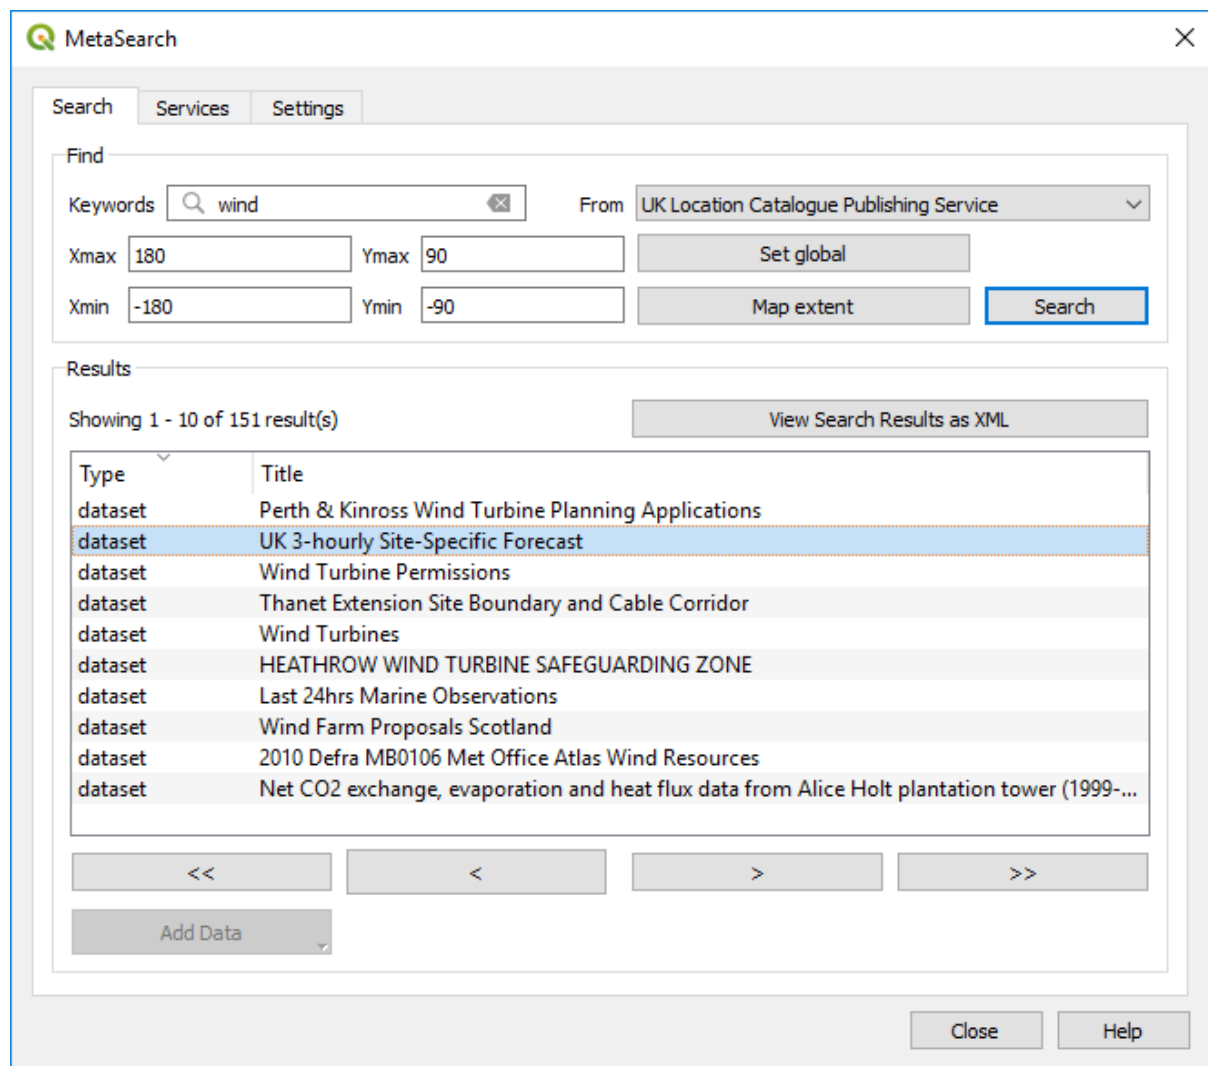 MetaSearch
Search Services Settings
Find
Keywords wind From UK Location Catalogue Publishing Service
Xmax 180 Ymax 90 Set global
Xmin -180 Ymin -90 Map extent Search
Results
Showing 1 - 10 of 151 result(s) View Search Results as XML
Type Title
dataset Perth & Kinross Wind Turbine Planning Applications
dataset UK 3-hourly Site-Specific Forecast
dataset Wind Turbine Permissions
dataset Thanet Extension Site Boundary and Cable Corridor
dataset Wind Turbines
dataset HEATHROW WIND TURBINE SAFEGUARDING ZONE
dataset Last 24hrs Marine Observations
dataset Wind Farm Proposals Scotland
dataset 2010 Defra MB0106 Met Office Atlas Wind Resources
dataset Net CO2 exchange, evaporation and heat flux data from Alice Holt plantation tower (1999-...
<< < > >>
Add Data
Close Help